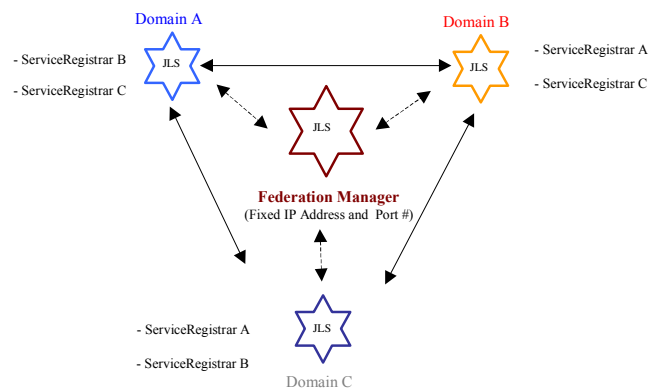 Domain A
Domain B
- ServiceRegistrar B
- ServiceRegistrar C
JLS
JLS
- ServiceRegistrar A
- ServiceRegistrar C
JLS
Federation Manager
(Fixed IP Address and Port #)
- ServiceRegistrar A
- ServiceRegistrar B
JLS
Domain C